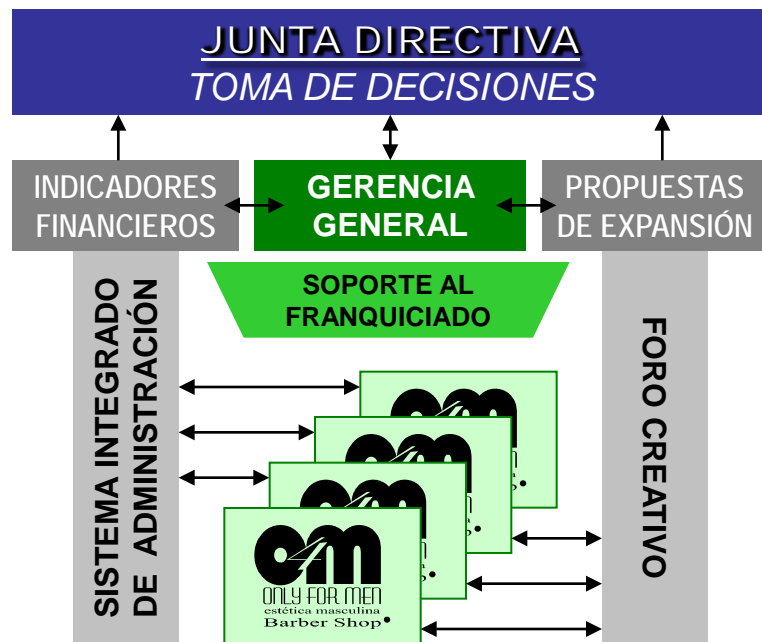 JUNTA DIRECTIVA
TOMA DE DECISIONES
INDICADORES
FINANCIEROS
GERENCIA
GENERAL
PROPUESTAS
DE EXPANSIÓN
SOPORTE AL
FRANQUICIADO
SISTEMA INTEGRADO
DE ADMINISTRACIÓN
FORO CREATIVO
O4M
ONLY FOR MEN
estética masculina
Barber Shop